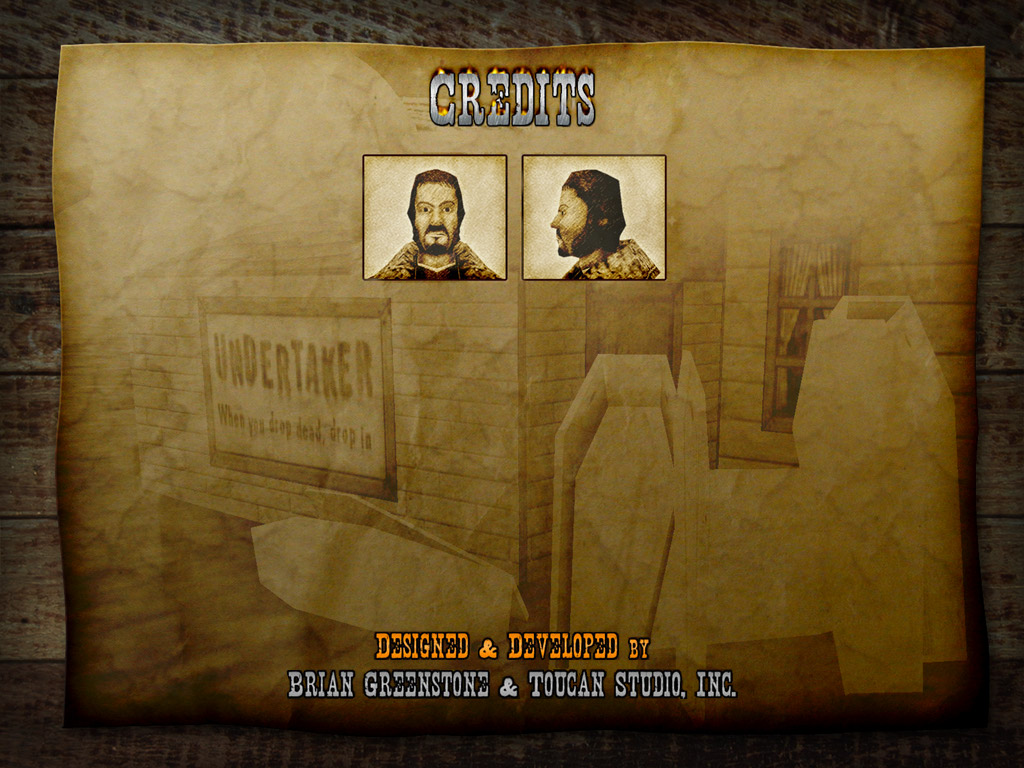 CREDITS
UNDERTAKER
When you drop dead, drop in
DESIGNED & DEVELOPED BY
BRIAN GREENSTONE & TOUCAN STUDIO, INC.